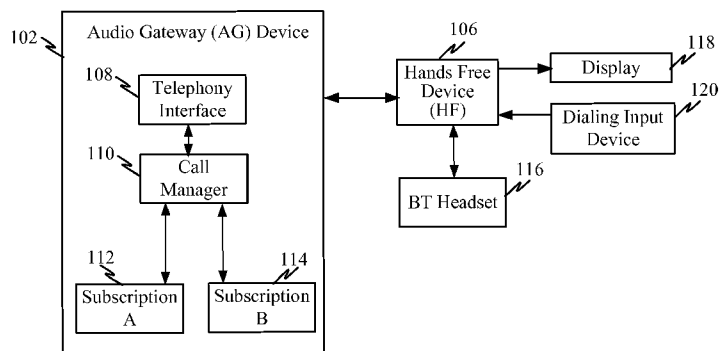 102
Audio Gateway (AG) Device
108
Telephony
Interface
110
Call
Manager
112
Subscription
A
114
Subscription
B
106
Hands Free
Device
(HF)
118
Display
120
Dialing Input
Device
116
BT Headset